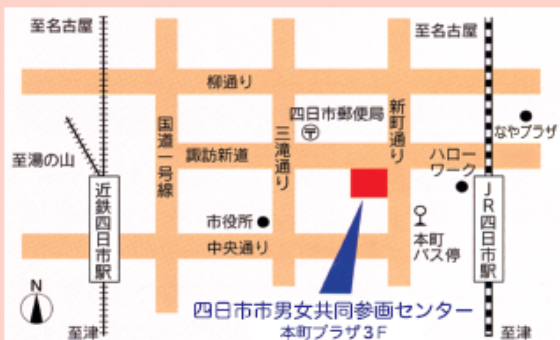 至名古屋
至名古屋
柳通り
四日市郵便局
〒
新町通り
なやプラザ
国道一号線
三滝通り
諏訪新道
ハロー
ワーク
至湯の山
近鉄四日市駅
JR四日市駅
市役所
本町
バス停
中央通り
N
四日市市男女共同参画センター
本町プラザ3F
至津
至津